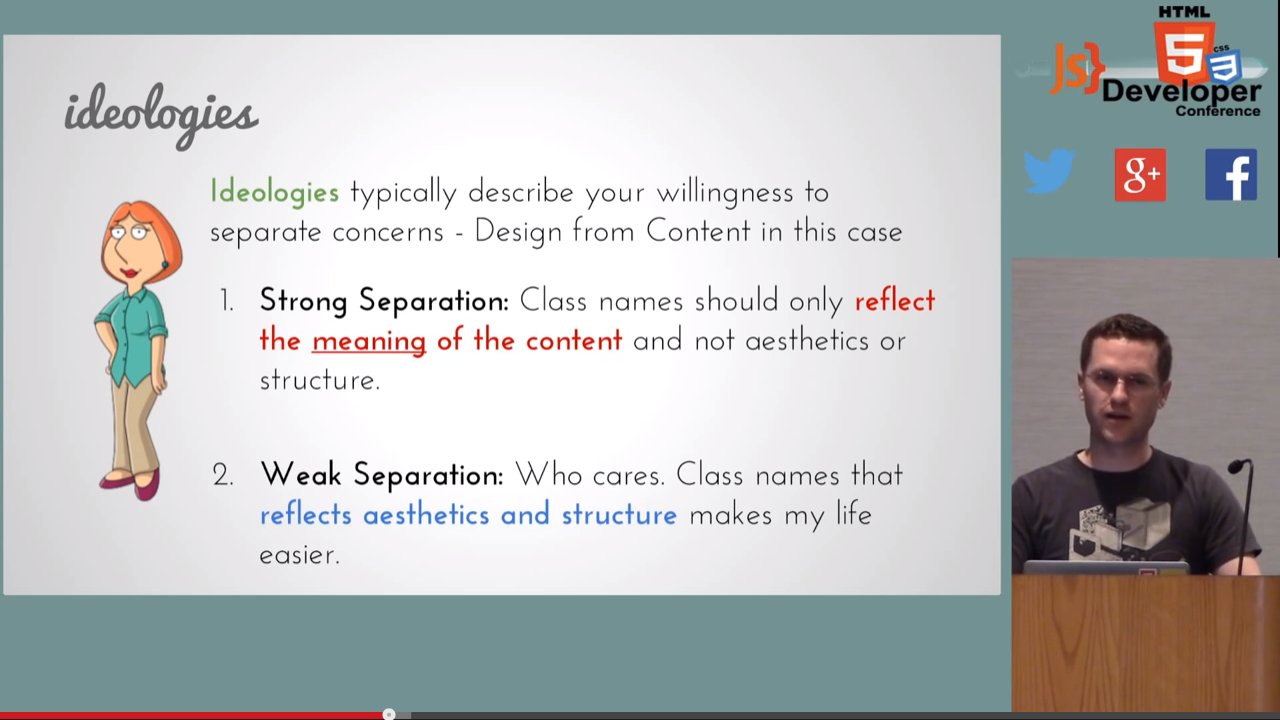 ideologies
Ideologies typically describe your willingness to
separate concerns - Design from Content in this case
1. Strong Separation: Class names should only reflect
the meaning of the content and not aesthetics or
structure.
2. Weak Separation: Who cares. Class names that
reflects aesthetics and structure makes my life
easier.
HTML
5
CSS
3
JS}
Developer
Conference
g+
f